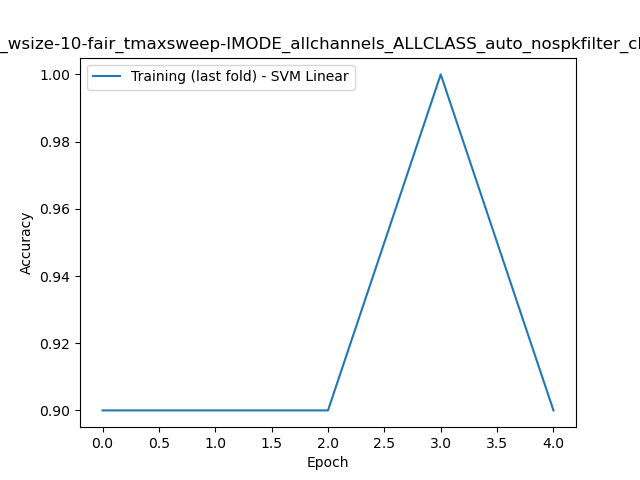 _wsize-10-fair_tmaxsweep-IMODE_allchannels_ALLCLASS_auto_nospkfilter_cl
Training (last fold) - SVM Linear
1.00
0.98
0.96
0.94
0.92
0.90
Accuracy
0.0 0.5 1.0 1.5 2.0 2.5 3.0 3.5 4.0
Epoch